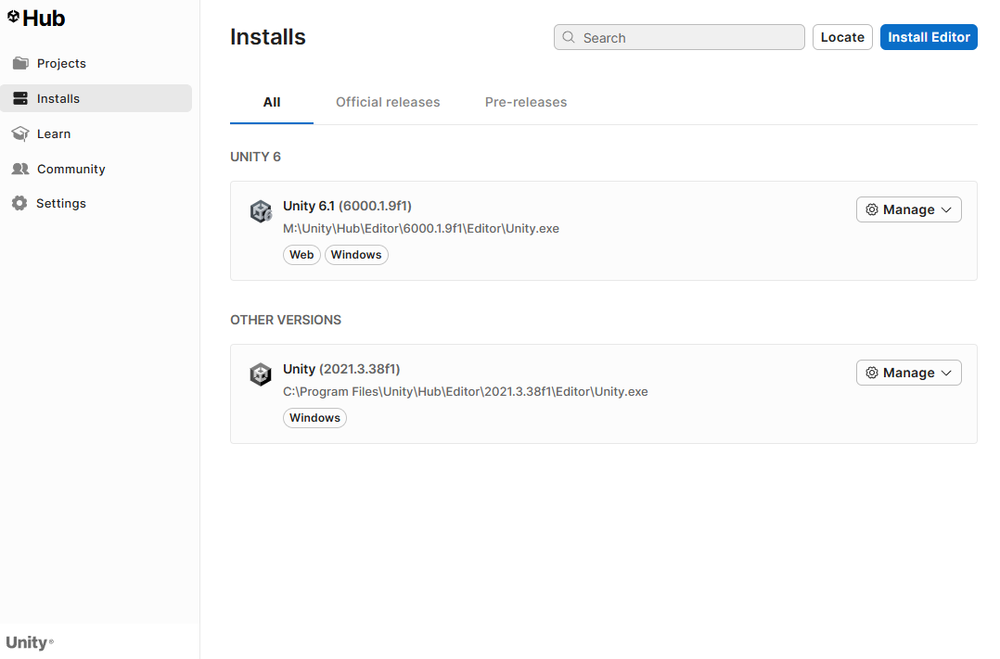 Hub
Projects
Installs
Learn
Community
Settings
Unity®
Installs
Search
Locate
Install Editor
All
Official releases
Pre-releases
UNITY 6
Unity 6.1 (6000.1.9f1)
M:\Unity\Hub\Editor\6000.1.9f1\Editor\Unity.exe
Web
Windows
Manage
OTHER VERSIONS
Unity (2021.3.38f1)
C:\Program Files\Unity\Hub\Editor\2021.3.38f1\Editor\Unity.exe
Windows
Manage